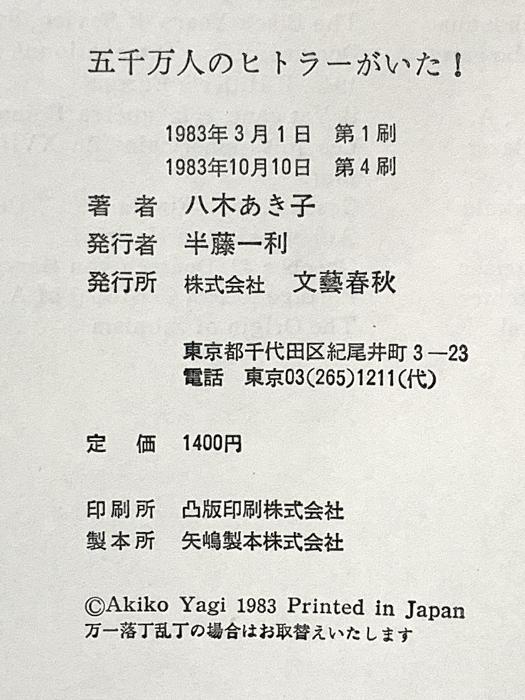 五千万人のヒトラーがいた！
1983年3月1日　第1刷
1983年10月10日　第4刷
著　者　八木あき子
発行者　半藤一利
発行所　株式会社　文藝春秋
東京都千代田区紀尾井町3—23
電話　東京03(265)1211(代)
定　価　1400円
印刷所　凸版印刷株式会社
製本所　矢嶋製本株式会社
©Akiko Yagi 1983 Printed in Japan
万一落丁乱丁の場合はお取替えいたします